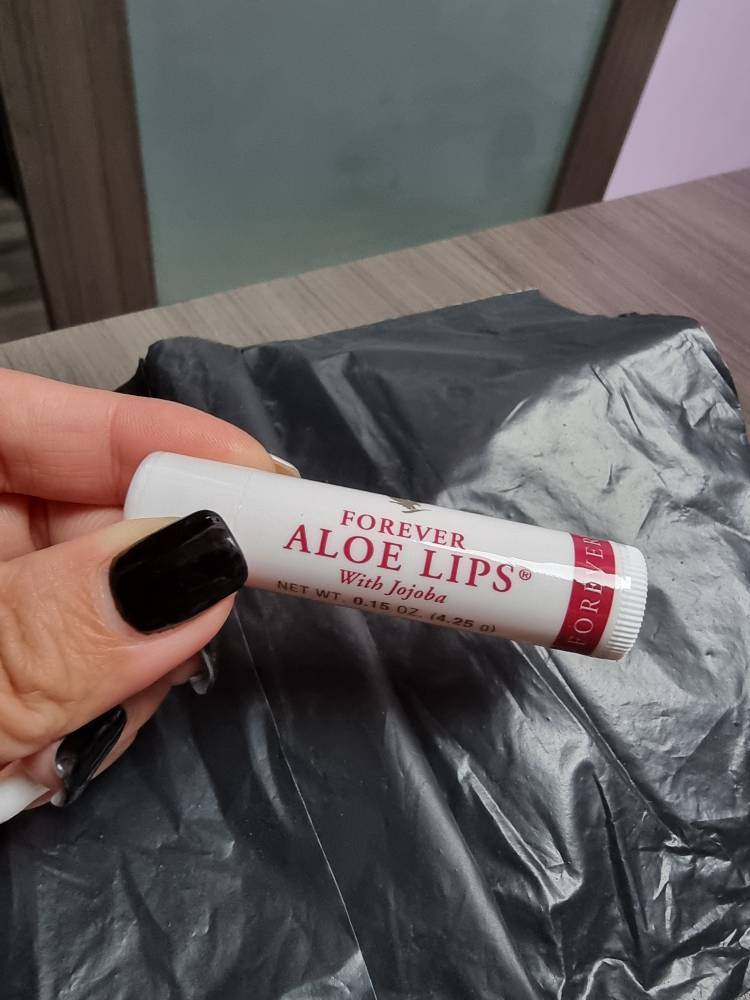 FOREVER
ALOE LIPS®
With Jojoba
NET WT. 0.15 OZ. (4.25 g)
FOREVER